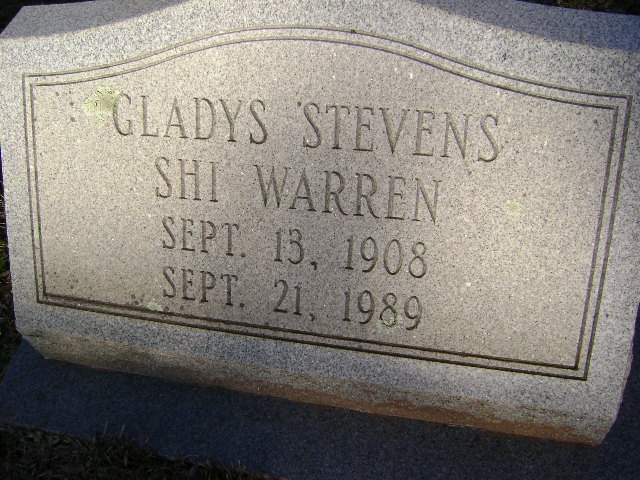 GLADYS STEVENS
SHI WARREN
SEPT. 13, 1908
SEPT. 21, 1989